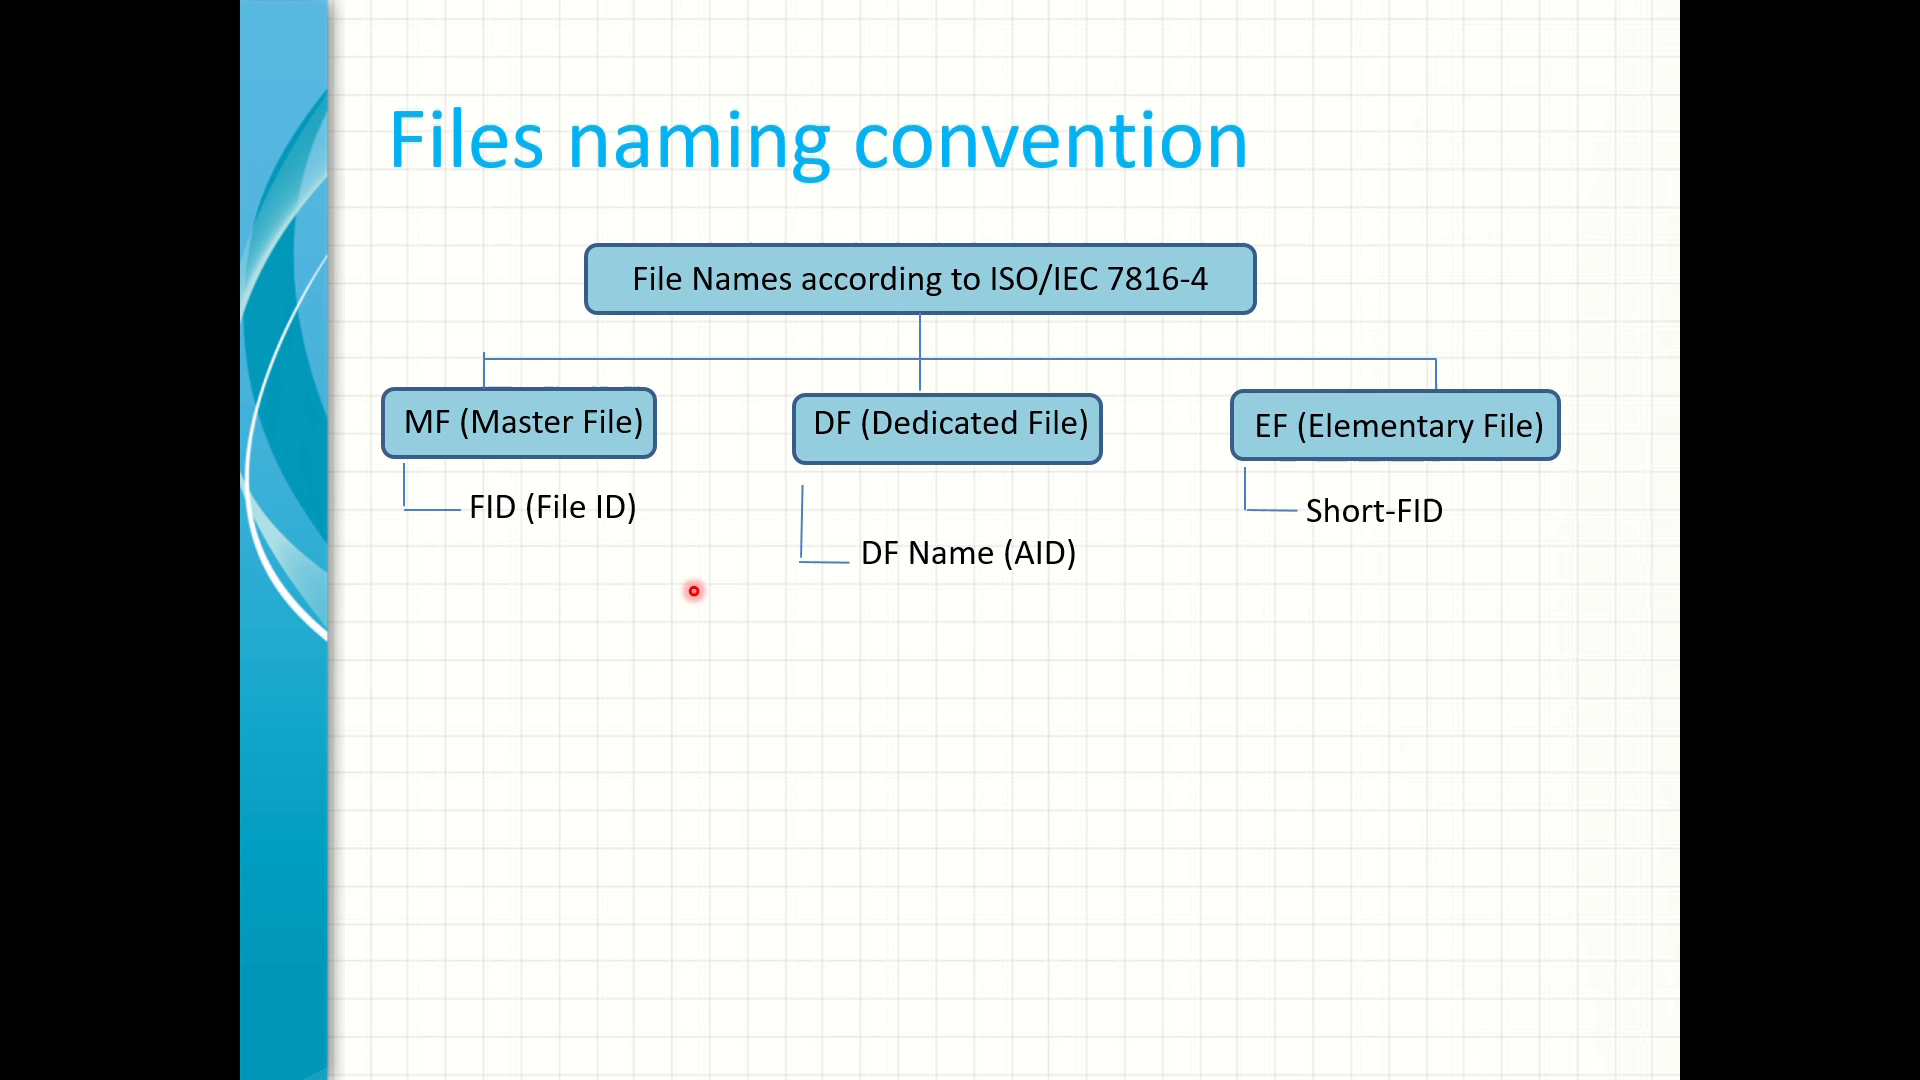 Files naming convention
File Names according to ISO/IEC 7816-4
MF (Master File)
DF (Dedicated File)
EF (Elementary File)
FID (File ID)
DF Name (AID)
Short-FID